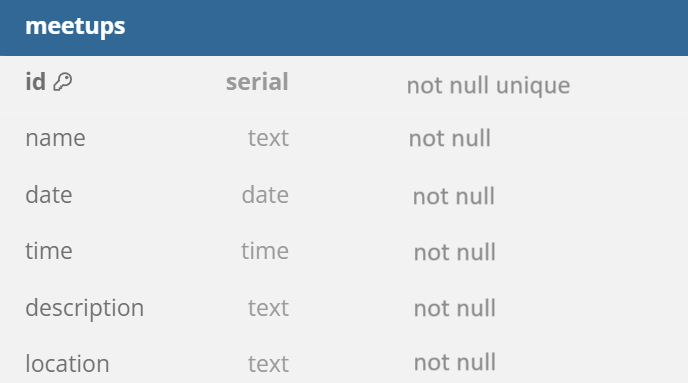 meetups
id serial not null unique
name text not null
date date not null
time time not null
description text not null
location text not null